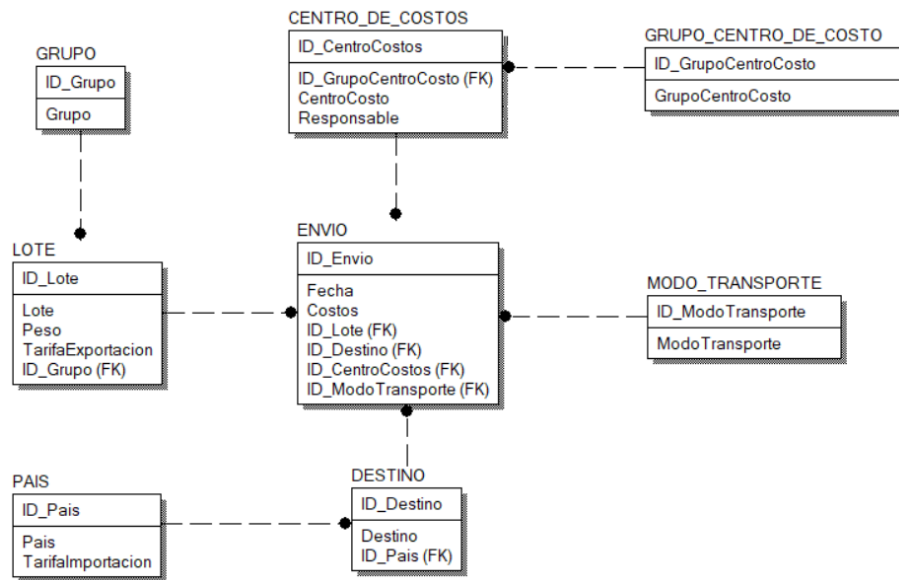 CENTRO_DE_COSTOS
ID_CentroCostos
ID_GrupoCentroCosto (FK)
CentroCosto
Responsable
GRUPO_CENTRO_DE_COSTO
ID_GrupoCentroCosto
GrupoCentroCosto
GRUPO
ID_Grupo
Grupo
LOTE
ID_Lote
Lote
Peso
TarifaExportacion
ID_Grupo (FK)
ENVIO
ID_Envio
Fecha
Costos
ID_Lote (FK)
ID_Destino (FK)
ID_CentroCostos (FK)
ID_ModoTransporte (FK)
MODO_TRANSPORTE
ID_ModoTransporte
ModoTransporte
PAIS
ID_Pais
Pais
TarifaImportacion
DESTINO
ID_Destino
Destino
ID_Pais (FK)